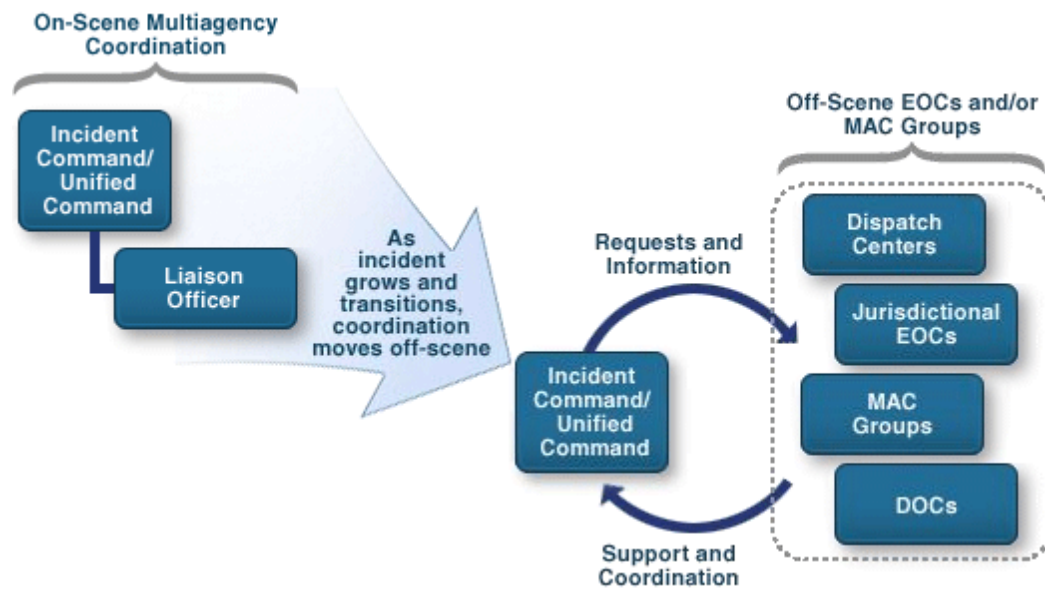 On-Scene Multiagency
Coordination
Incident
Command/
Unified
Command
Liaison
Officer
As
incident
grows and
transitions,
coordination
moves off-scene
Incident
Command/
Unified
Command
Requests and
Information
Support and
Coordination
Off-Scene EOCs and/or
MAC Groups
Dispatch
Centers
Jurisdictional
EOCs
MAC
Groups
DOCs